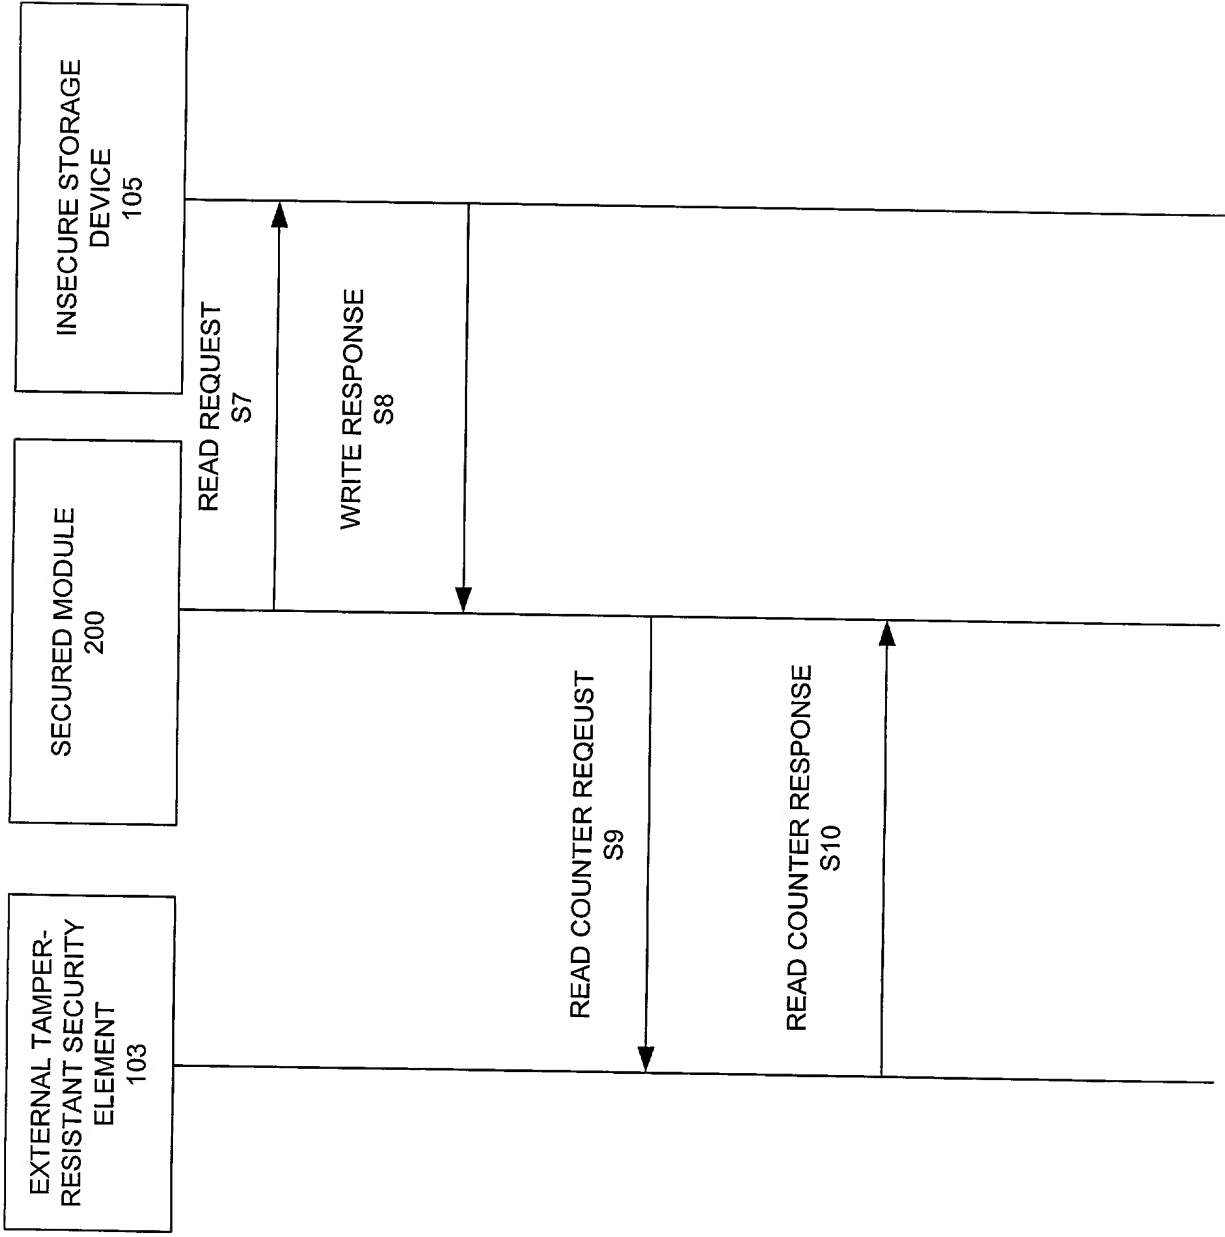 EXTERNAL TAMPER-
RESISTANT SECURITY
ELEMENT
103
SECURED MODULE
200
INSECURE STORAGE
DEVICE
105
READ REQUEST
S7
WRITE RESPONSE
S8
READ COUNTER REQEUST
S9
READ COUNTER RESPONSE
S10